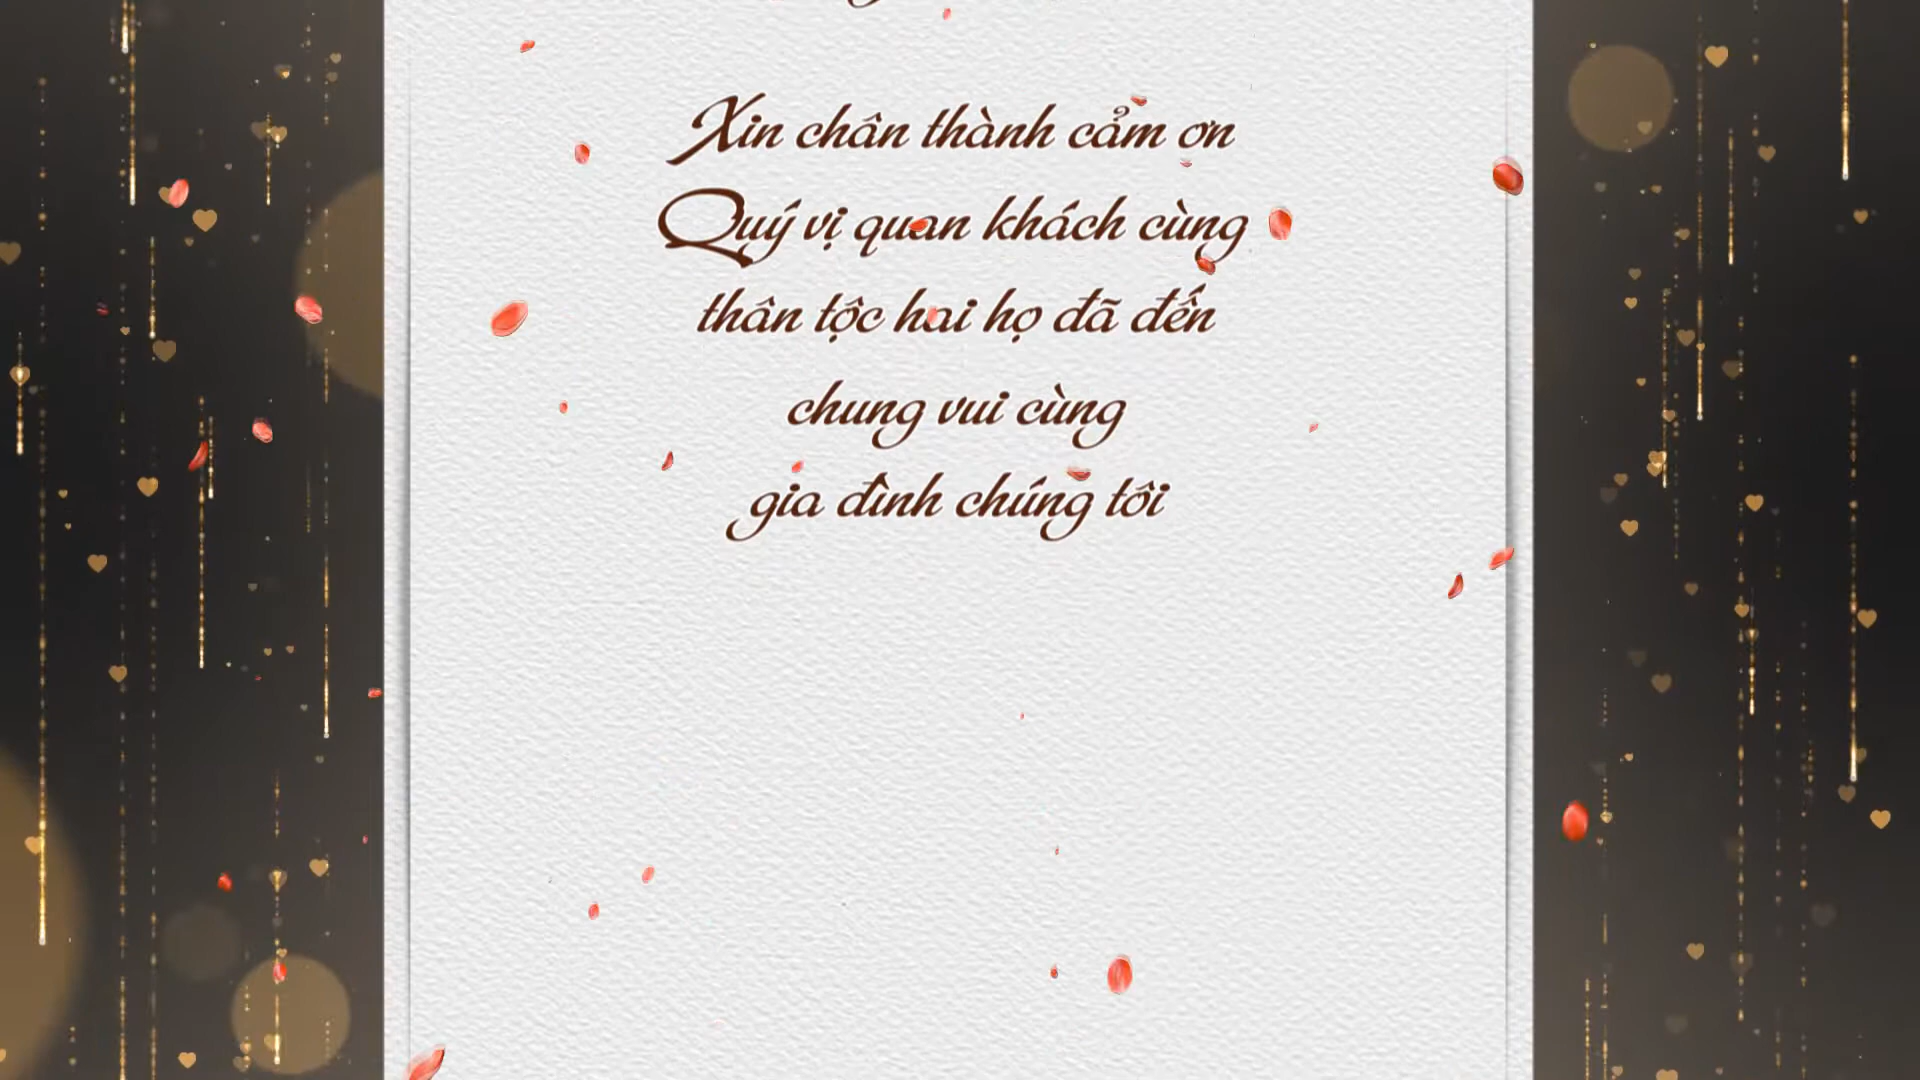 Xin chân thành cảm ơn
Quý vị quan khách cùng
thân tộc hai họ đã đến
chung vui cùng
gia đình chúng tôi